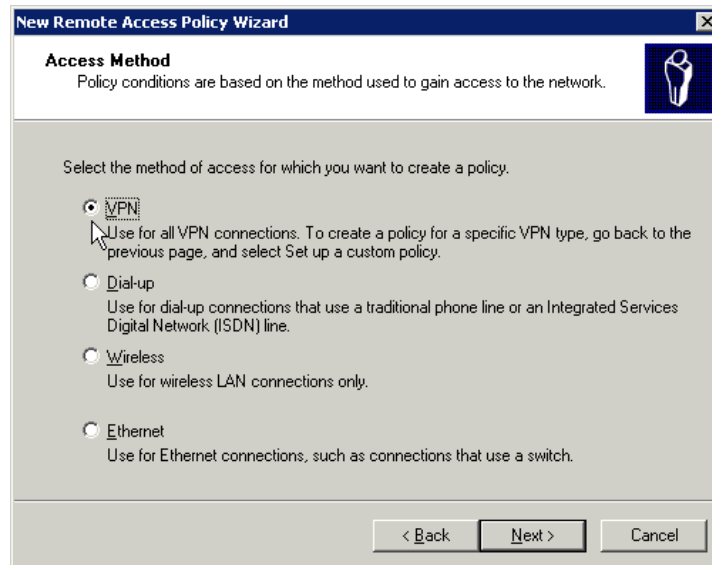 New Remote Access Policy Wizard
Access Method
Policy conditions are based on the method used to gain access to the network.
Select the method of access for which you want to create a policy.
VPN
Use for all VPN connections. To create a policy for a specific VPN type, go back to the
previous page, and select Set up a custom policy.
Dial-up
Use for dial-up connections that use a traditional phone line or an Integrated Services
Digital Network (ISDN) line.
Wireless
Use for wireless LAN connections only.
Ethernet
Use for Ethernet connections, such as connections that use a switch.
< Back Next > Cancel